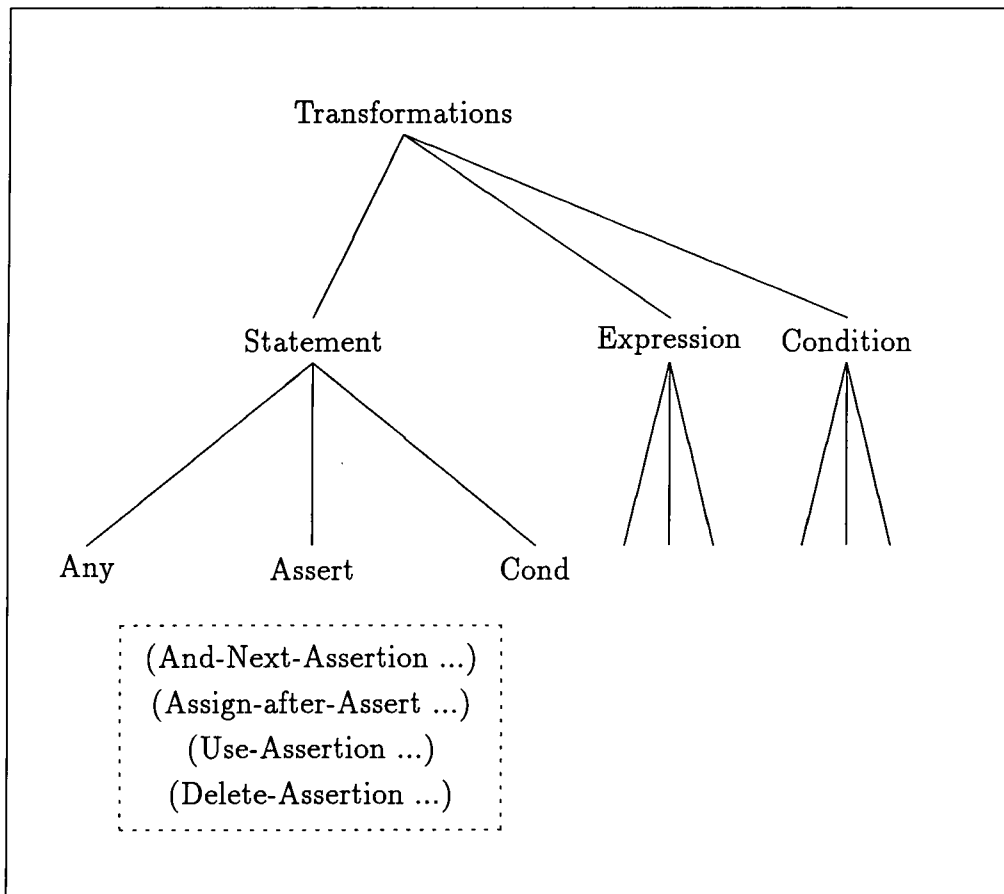 Transformations
Statement Expression Condition
Any Assert Cond
(And-Next-Assertion ...)
(Assign-after-Assert ...)
(Use-Assertion ...)
(Delete-Assertion ...)